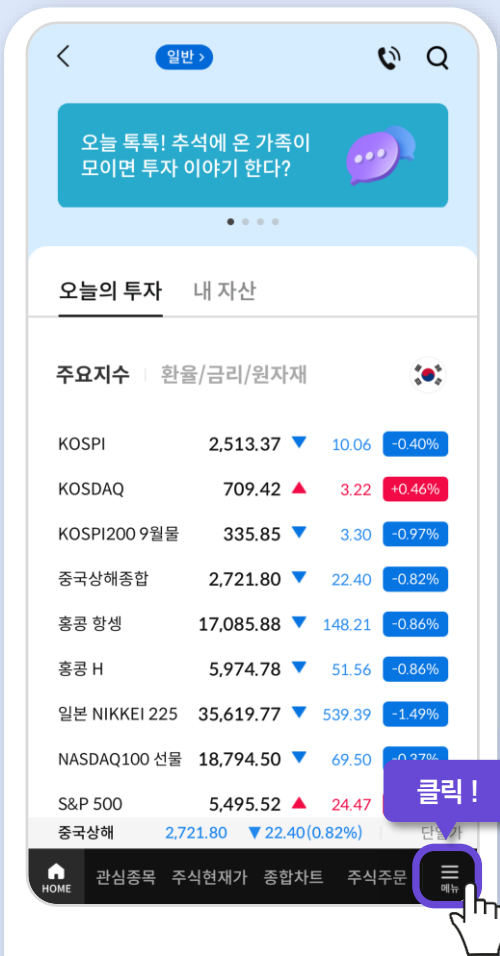 일반 >
오늘 톡톡! 추석에 온 가족이
모이면 투자 이야기 한다?
오늘의 투자 내 자산
주요지수 환율/금리/원자재
KOSPI 2,513.37 ▼ 10.06 -0.40%
KOSDAQ 709.42 ▲ 3.22 +0.46%
KOSPI200 9월물 335.85 ▼ 3.30 -0.97%
중국상해종합 2,721.80 ▼ 22.40 -0.82%
홍콩 항셍 17,085.88 ▼ 148.21 -0.86%
홍콩 H 5,974.78 ▼ 51.56 -0.86%
일본 NIKKEI 225 35,619.77 ▼ 539.39 -1.49%
NASDAQ100 선물 18,794.50 ▼ 69.50 -0.37%
클릭 !
S&P 500 5,495.52 ▲ 24.47
중국상해 2,721.80 ▼ 22.40(0.82%) 단일가
HOME 관심종목 주식현재가 종합차트 주식주문 메뉴